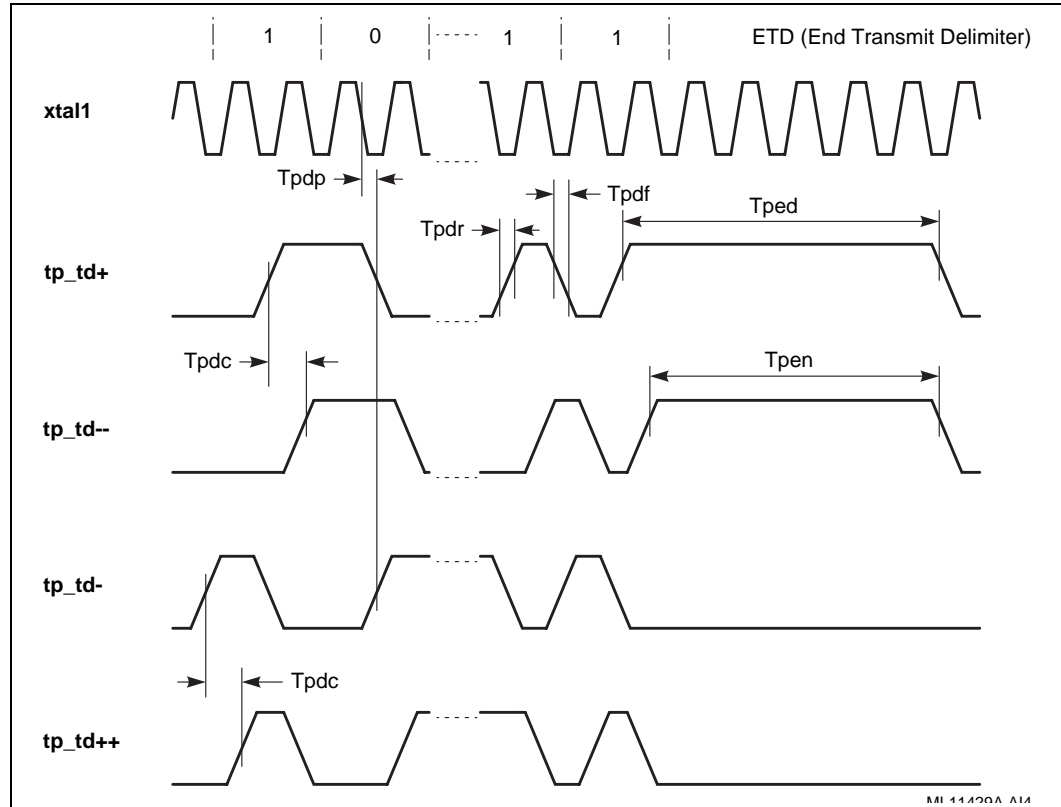 1 0 1 1 ETD (End Transmit Delimiter)
xtal1
Tpdp
Tpdf
Tpdr
Tped
tp_td+
Tpdc
Tpen
tp_td--
tp_td-
Tpdc
tp_td++